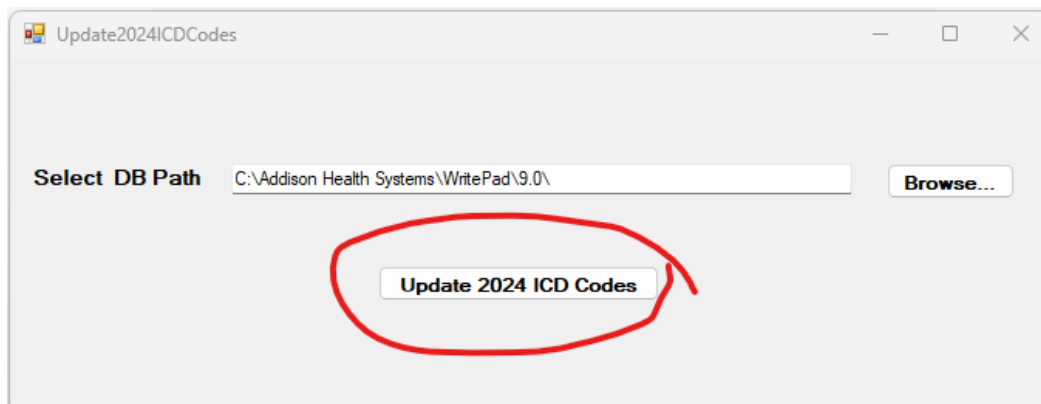 Update2024ICDCodes
Select DB Path C:\Addison Health Systems\WritePad\9.0\ Browse...
Update 2024 ICD Codes